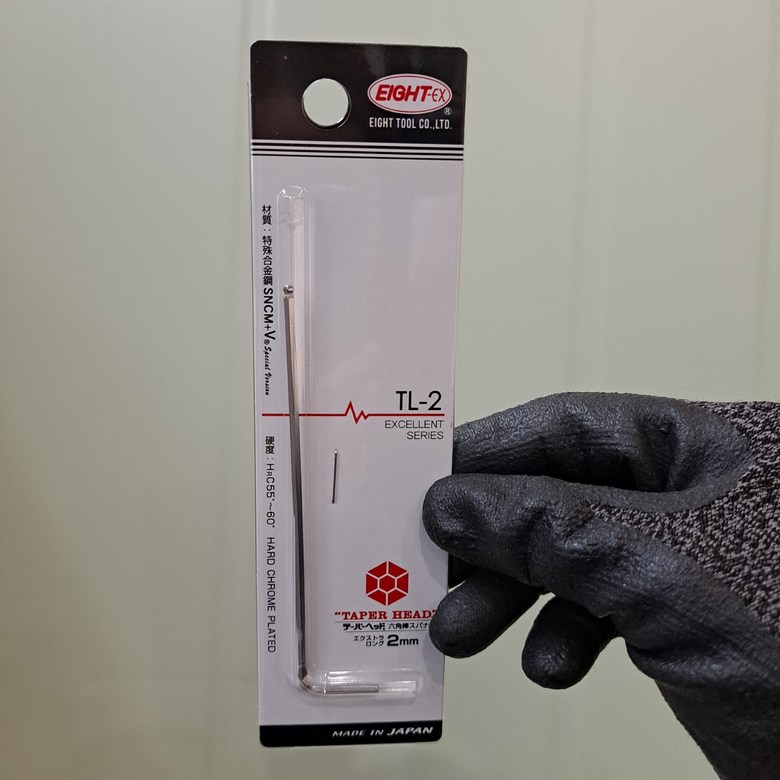 EIGHT-EX
®
EIGHT TOOL CO.,LTD.
材質：特殊合金鋼 SNCM+V® Special Version
TL-2
EXCELLENT
SERIES
硬度：HRC55°～60° HARD CHROME PLATED
"TAPER HEAD"
テーパーヘッド 六角棒スパナ
エクストラ
ロング 2mm
MADE IN JAPAN